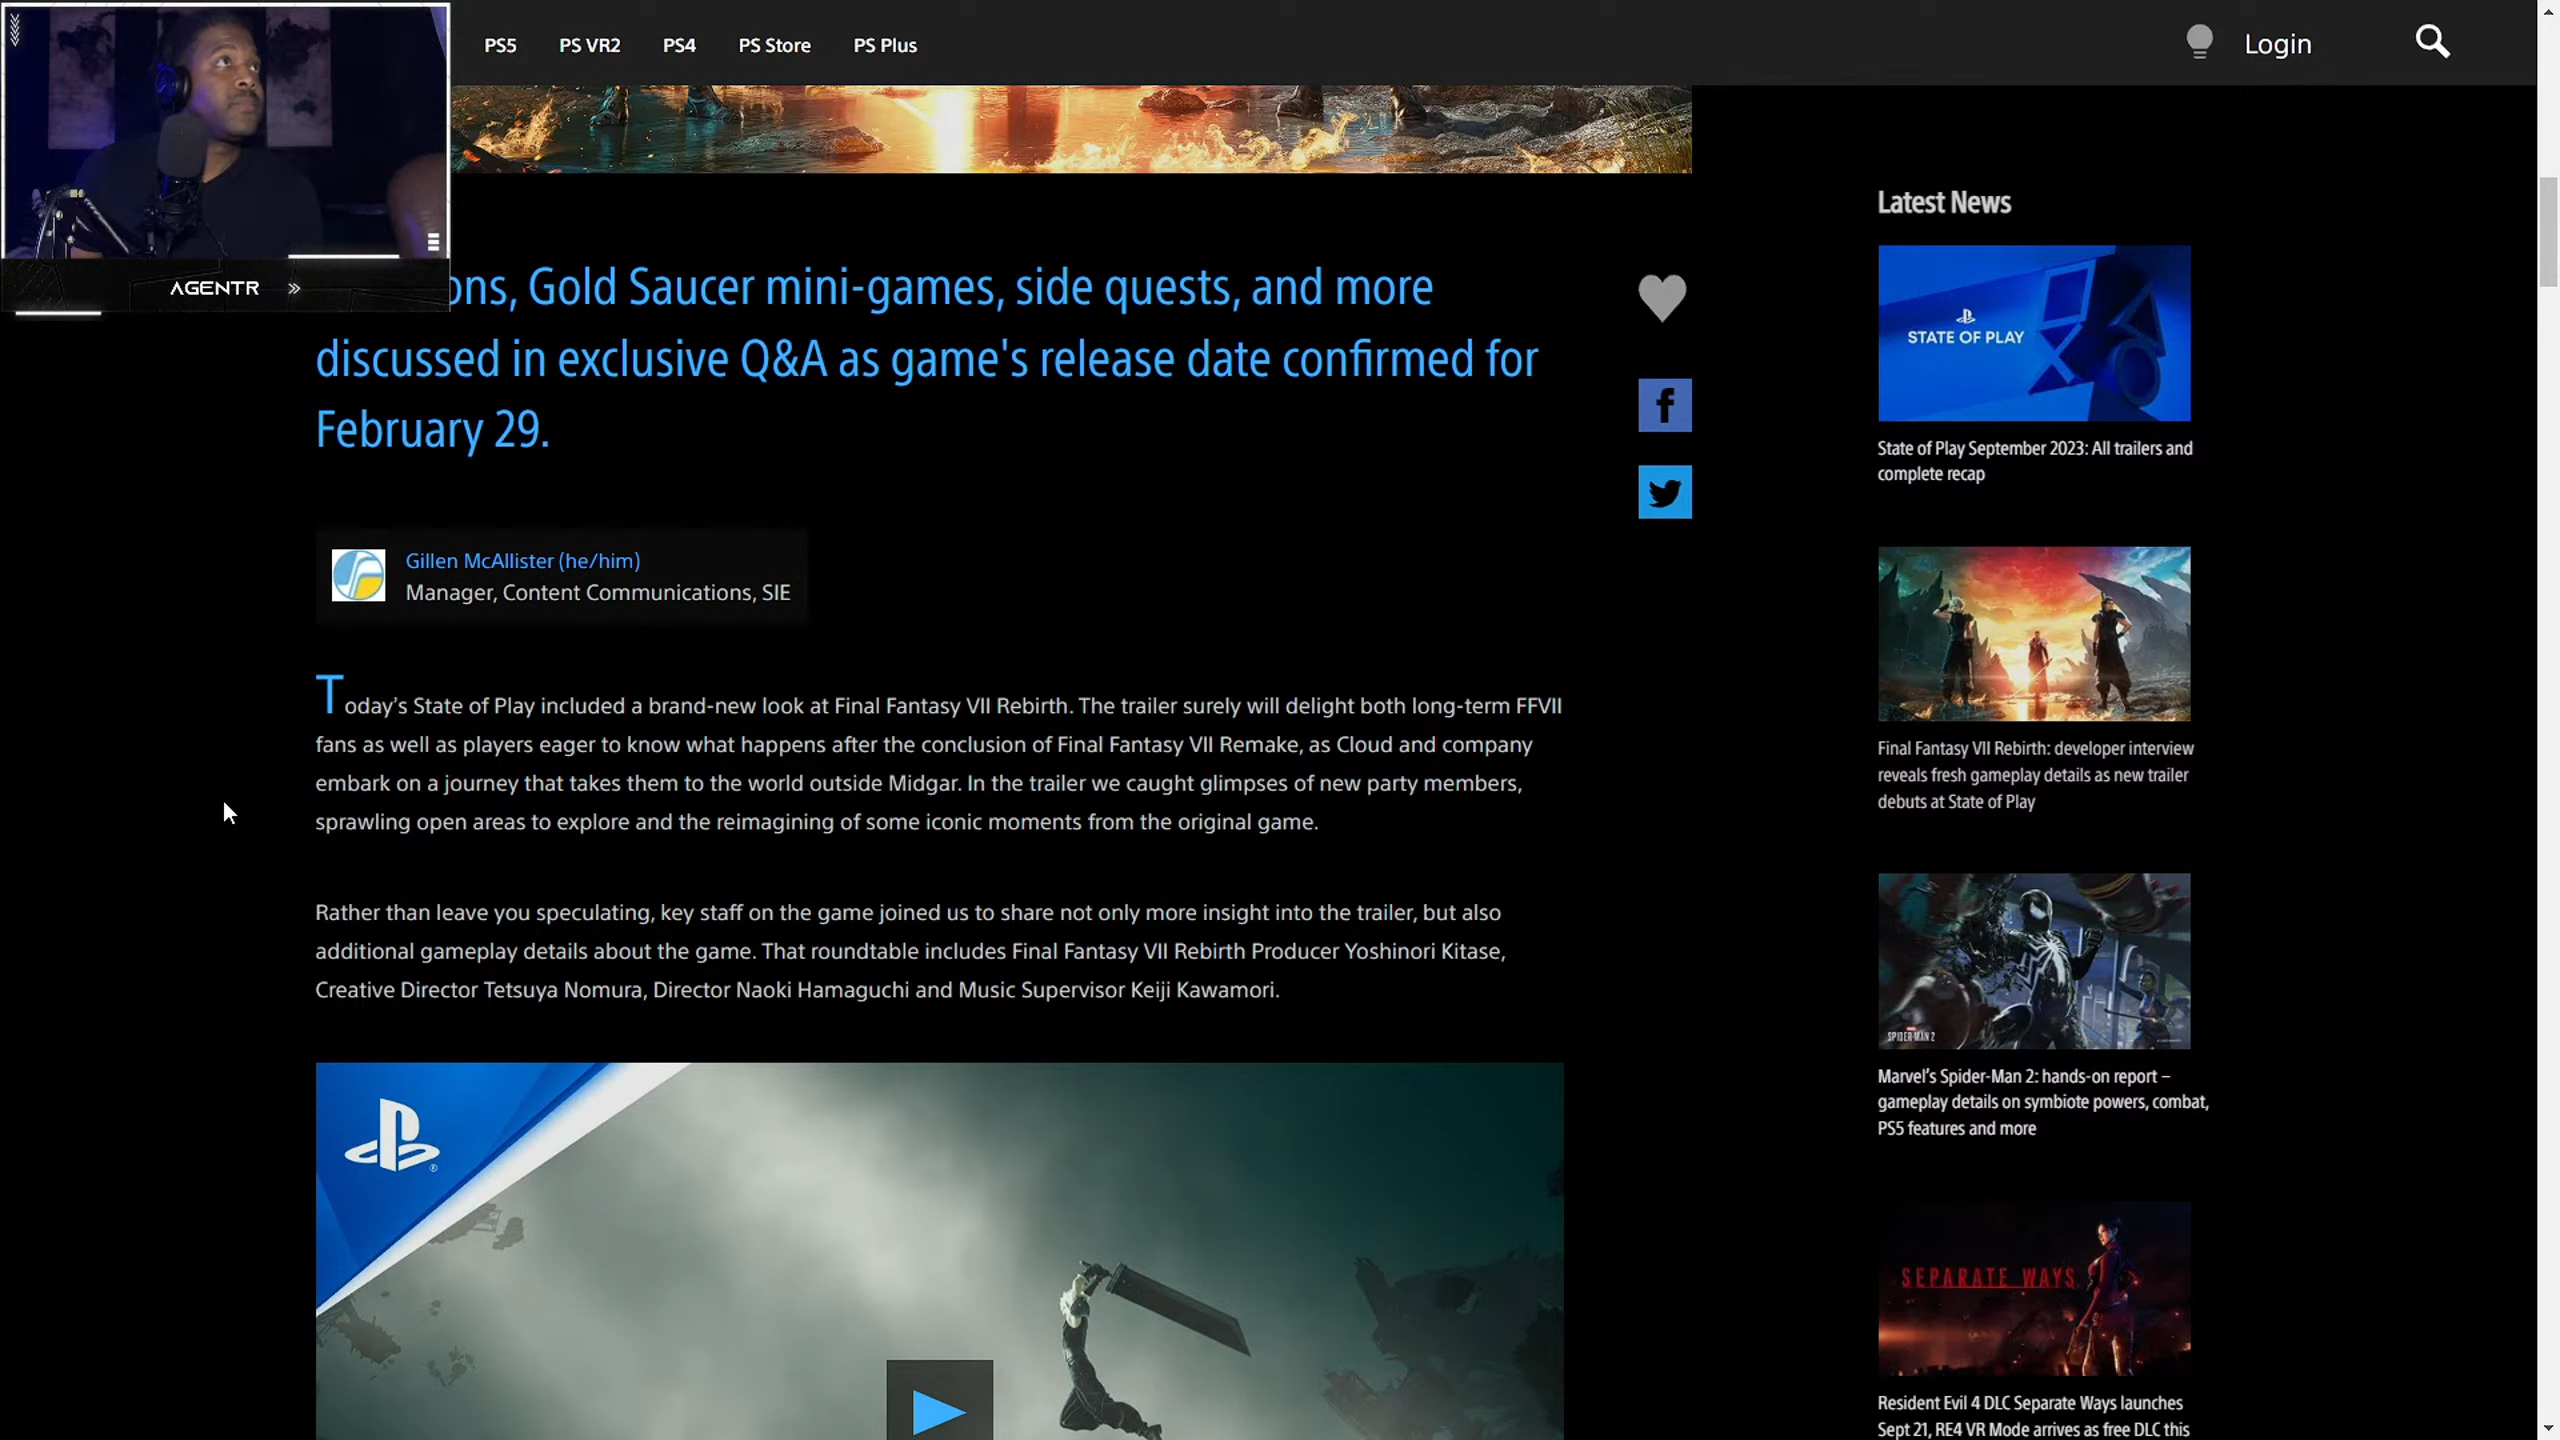 PS5 PS VR2 PS4 PS Store PS Plus
Login
AGENTR »
ons, Gold Saucer mini-games, side quests, and more
discussed in exclusive Q&A as game's release date confirmed for
February 29.
Gillen McAllister (he/him)
Manager, Content Communications, SIE
Today’s State of Play included a brand-new look at Final Fantasy VII Rebirth. The trailer surely will delight both long-term FFVII
fans as well as players eager to know what happens after the conclusion of Final Fantasy VII Remake, as Cloud and company
embark on a journey that takes them to the world outside Midgar. In the trailer we caught glimpses of new party members,
sprawling open areas to explore and the reimagining of some iconic moments from the original game.
Rather than leave you speculating, key staff on the game joined us to share not only more insight into the trailer, but also
additional gameplay details about the game. That roundtable includes Final Fantasy VII Rebirth Producer Yoshinori Kitase,
Creative Director Tetsuya Nomura, Director Naoki Hamaguchi and Music Supervisor Keiji Kawamori.
Latest News
STATE OF PLAY
State of Play September 2023: All trailers and
complete recap
Final Fantasy VII Rebirth: developer interview
reveals fresh gameplay details as new trailer
debuts at State of Play
SPIDER-MAN 2
Marvel’s Spider-Man 2: hands-on report –
gameplay details on symbiote powers, combat,
PS5 features and more
SEPARATE WAYS
Resident Evil 4 DLC Separate Ways launches
Sept 21, RE4 VR Mode arrives as free DLC this